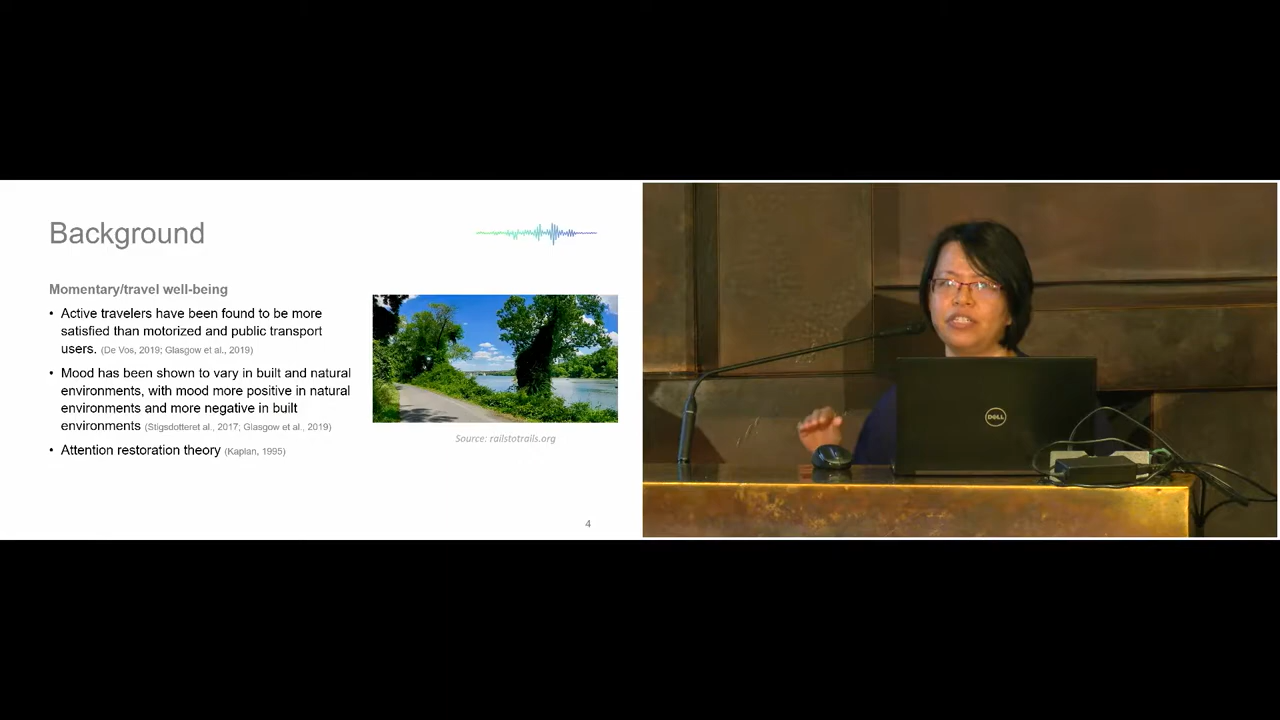 Background
Momentary/travel well-being
• Active travelers have been found to be more
satisfied than motorized and public transport
users. (De Vos, 2019; Glasgow et al., 2019)
• Mood has been shown to vary in built and natural
environments, with mood more positive in natural
environments and more negative in built
environments (Stigsdotteret al., 2017; Glasgow et al., 2019)
• Attention restoration theory (Kaplan, 1995)
Source: railstotrails.org
4
DELL